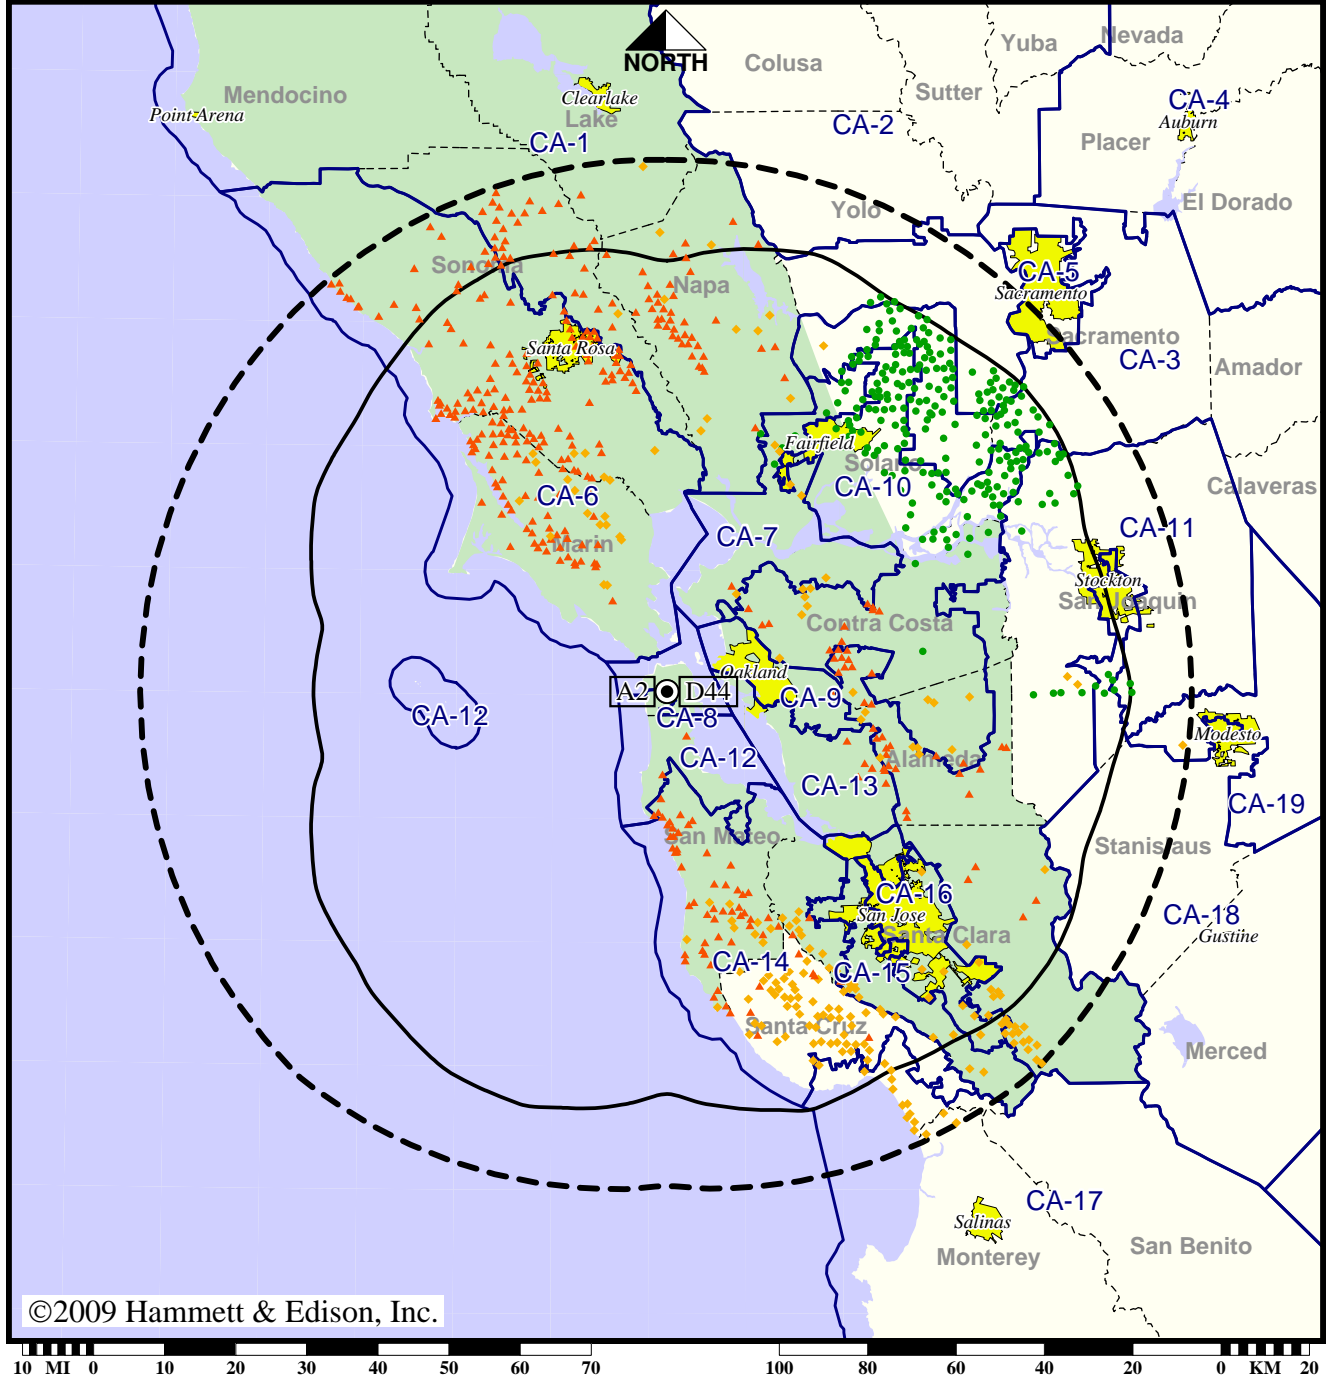 NORTH
Nevada
Yuba
Colusa
Sutter
Mendocino
Clearlake
CA-4
Point Arena
Lake
Auburn
CA-2
CA-1
Placer
Yolo
El Dorado
Sonoma
CA-5
Napa
Sacramento
Sacramento
Santa Rosa
CA-3
Amador
Fairfield
Solano
CA-10
Calaveras
CA-6
CA-11
CA-7
Marin
Stockton
San Joaquin
Contra Costa
Oakland
A2 D44
CA-9
CA-12
CA-8
Modesto
CA-12
Alameda
CA-13
CA-19
San Mateo
Stanislaus
CA-16
San Jose
CA-18
Santa Clara
Gustine
CA-14
CA-15
Santa Cruz
Merced
CA-17
Salinas
San Benito
Monterey
©2009 Hammett & Edison, Inc.
10 MI 0 10 20 30 40 50 60 70 100 80 60 40 20 0 KM 20